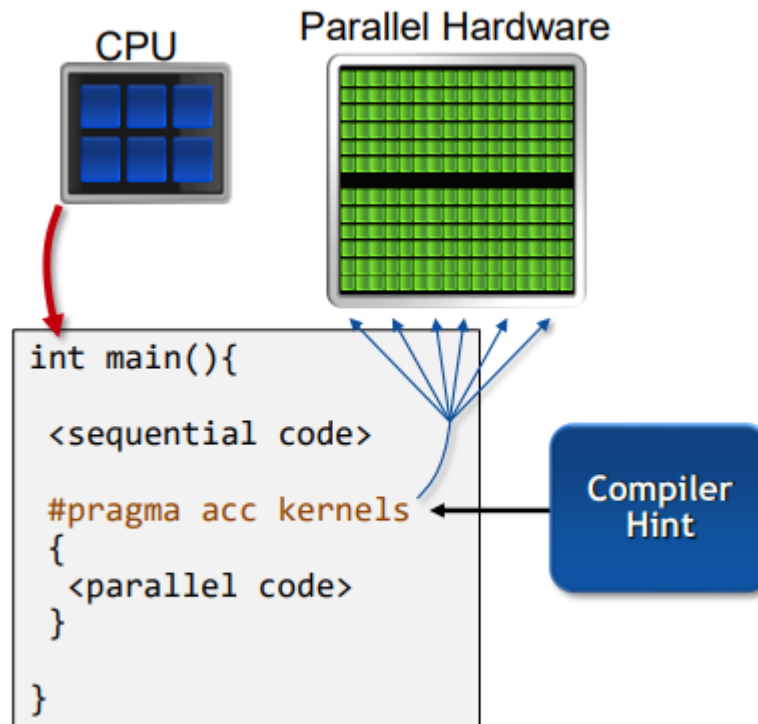 CPU
Parallel Hardware
int main(){
<sequential code>
#pragma acc kernels
{
<parallel code>
}
}
Compiler
Hint